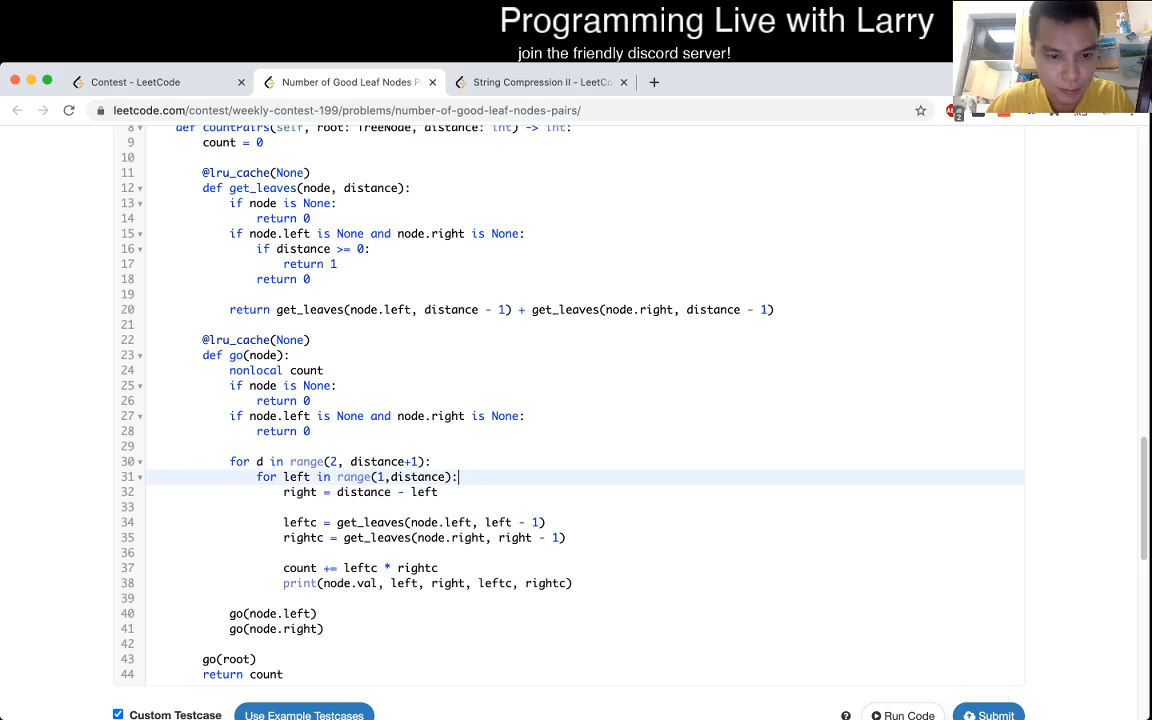 Programming Live with Larry
join the friendly discord server!
Contest - LeetCode
Number of Good Leaf Nodes P
String Compression II - LeetCo
leetcode.com/contest/weekly-contest-199/problems/number-of-good-leaf-nodes-pairs/
8 def countPairs(self, root: TreeNode, distance: int) -> int:
9 count = 0
10
11 @lru_cache(None)
12 def get_leaves(node, distance):
13 if node is None:
14 return 0
15 if node.left is None and node.right is None:
16 if distance >= 0:
17 return 1
18 return 0
19
20 return get_leaves(node.left, distance - 1) + get_leaves(node.right, distance - 1)
21
22 @lru_cache(None)
23 def go(node):
24 nonlocal count
25 if node is None:
26 return 0
27 if node.left is None and node.right is None:
28 return 0
29
30 for d in range(2, distance+1):
31 for left in range(1,distance):
32 right = distance - left
33
34 leftc = get_leaves(node.left, left - 1)
35 rightc = get_leaves(node.right, right - 1)
36
37 count += leftc * rightc
38 print(node.val, left, right, leftc, rightc)
39
40 go(node.left)
41 go(node.right)
42
43 go(root)
44 return count
Custom Testcase
Use Example Testcases
Run Code
Submit